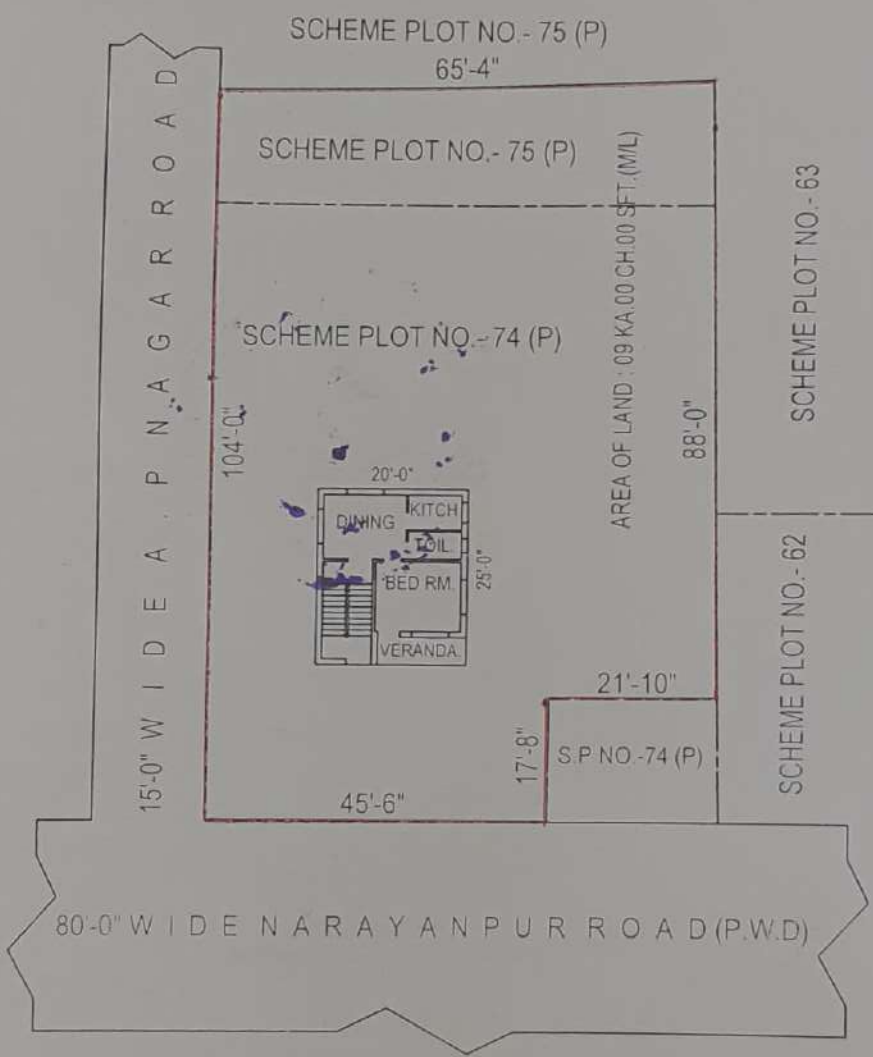 SCHEME PLOT NO.- 75 (P)
65'-4"
SCHEME PLOT NO.- 75 (P)
15'-0" WIDE A.P NAGAR ROAD
SCHEME PLOT NO.- 74 (P)
104'-0"
AREA OF LAND : 09 KA.00 CH.00 SFT.(M/L)
88'-0"
SCHEME PLOT NO.- 63
20'-0"
DINING
KITCH
TOIL.
BED RM.
25'-0"
VERANDA.
SCHEME PLOT NO.- 62
21'-10"
17'-8"
S.P NO.-74 (P)
45'-6"
80'-0" WIDE NARAYANPUR ROAD (P.W.D)